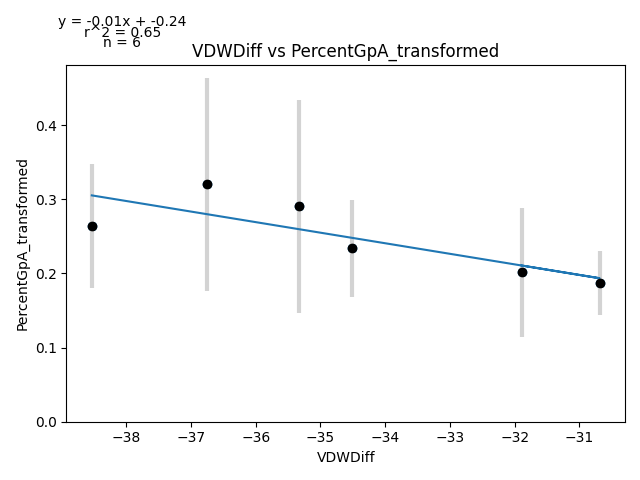 y = -0.01x + -0.24
r^2 = 0.65
n = 6
VDWDiff vs PercentGpA_transformed
PercentGpA_transformed
0.4
0.3
0.2
0.1
0.0
−38
−37
−36
−35
−34
−33
−32
−31
VDWDiff